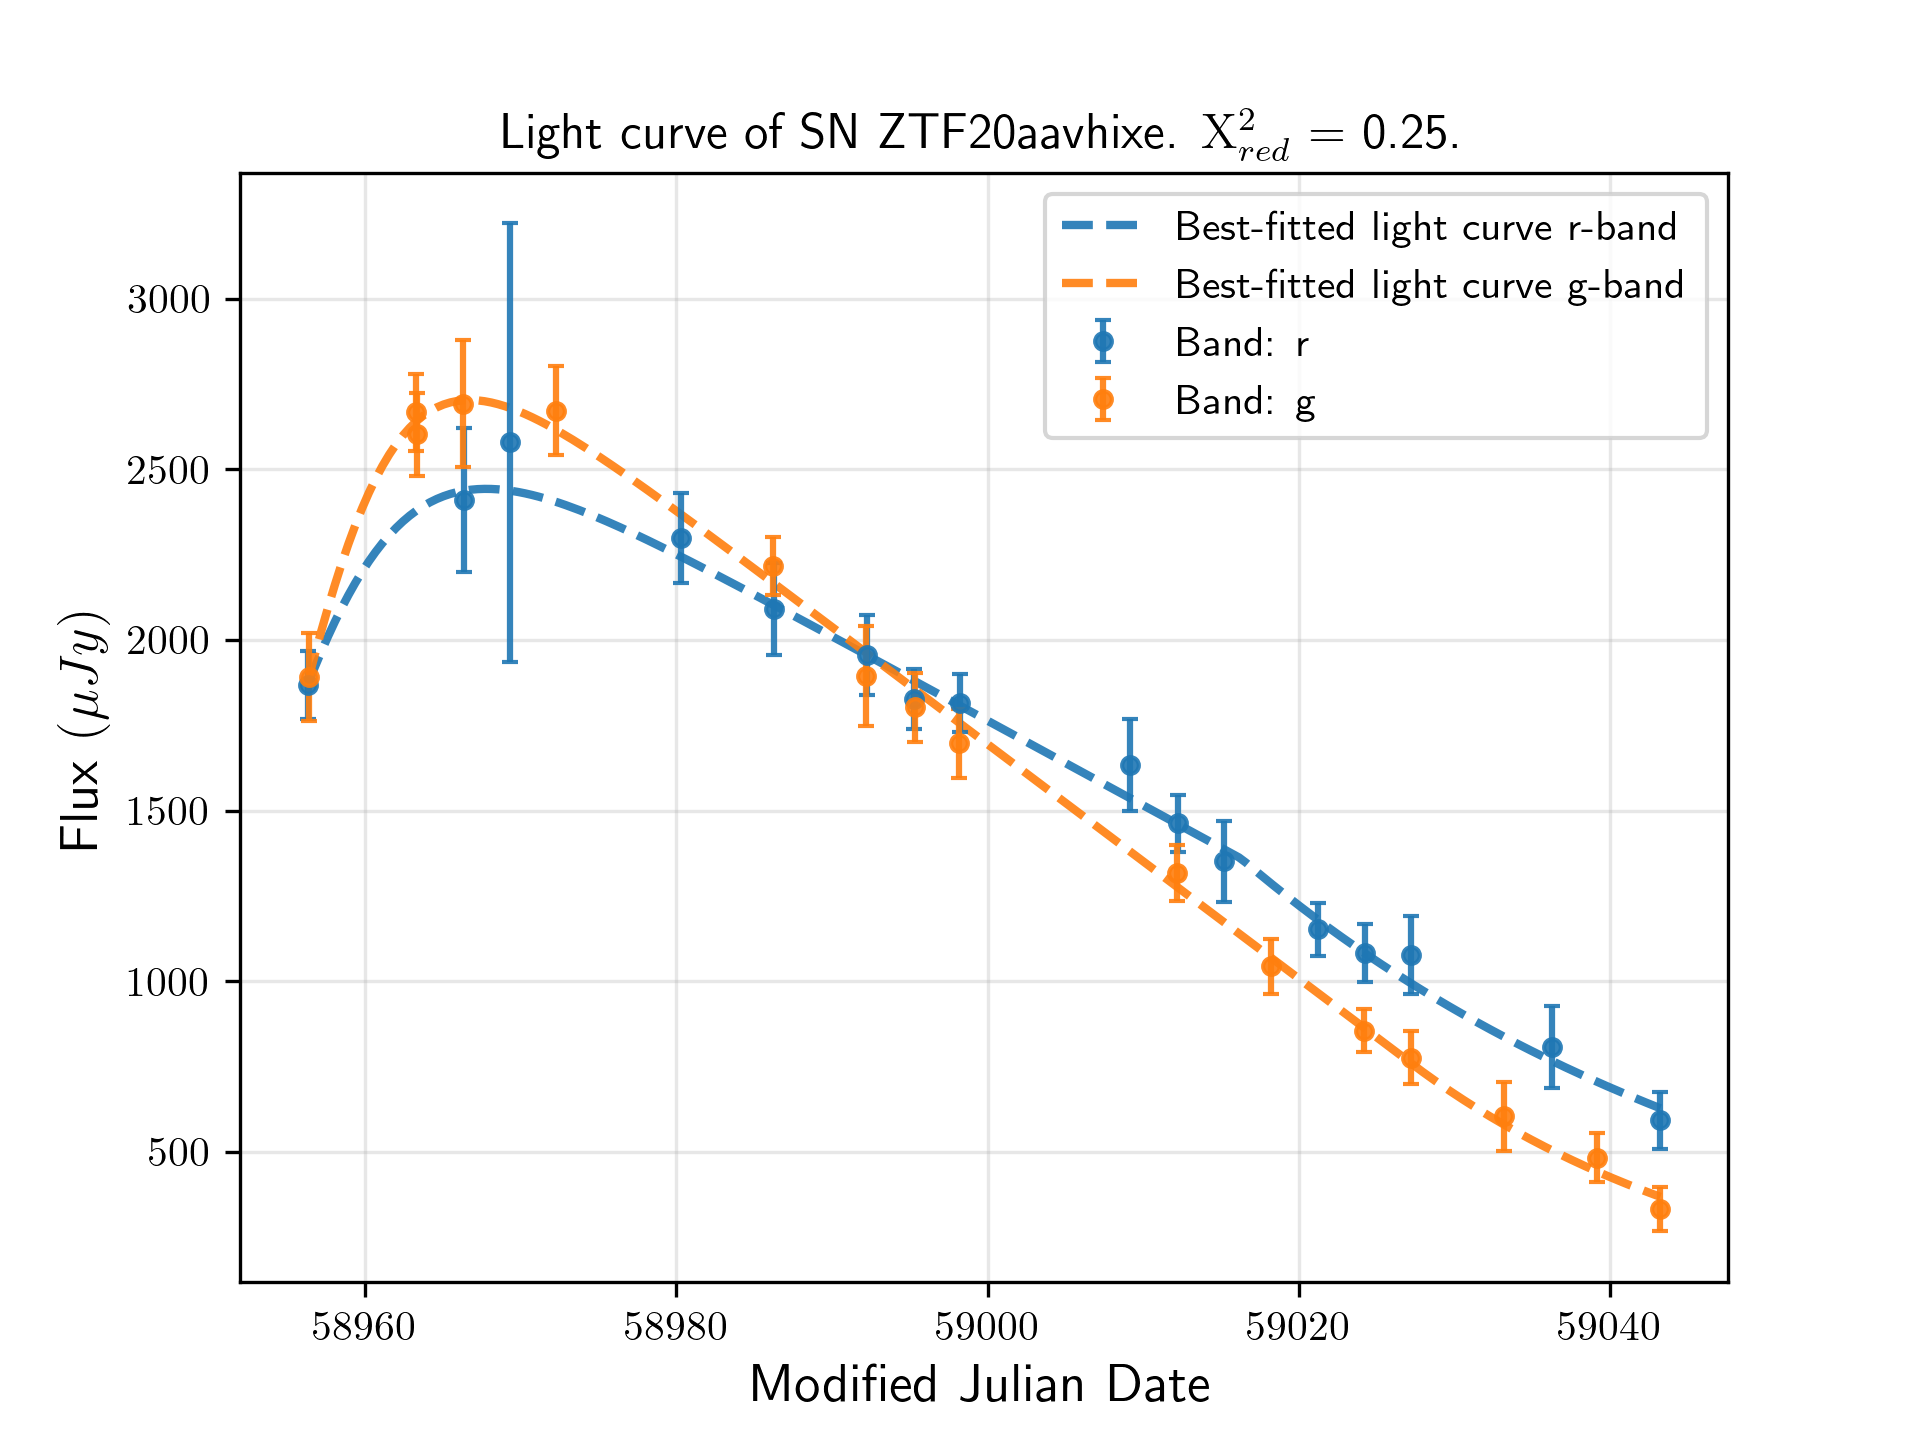 Light curve of SN ZTF20aavhixe. X²red = 0.25.
Best-fitted light curve r-band
Best-fitted light curve g-band
Band: r
Band: g
Flux (μJy)
3000
2500
2000
1500
1000
500
58960 58980 59000 59020 59040
Modified Julian Date